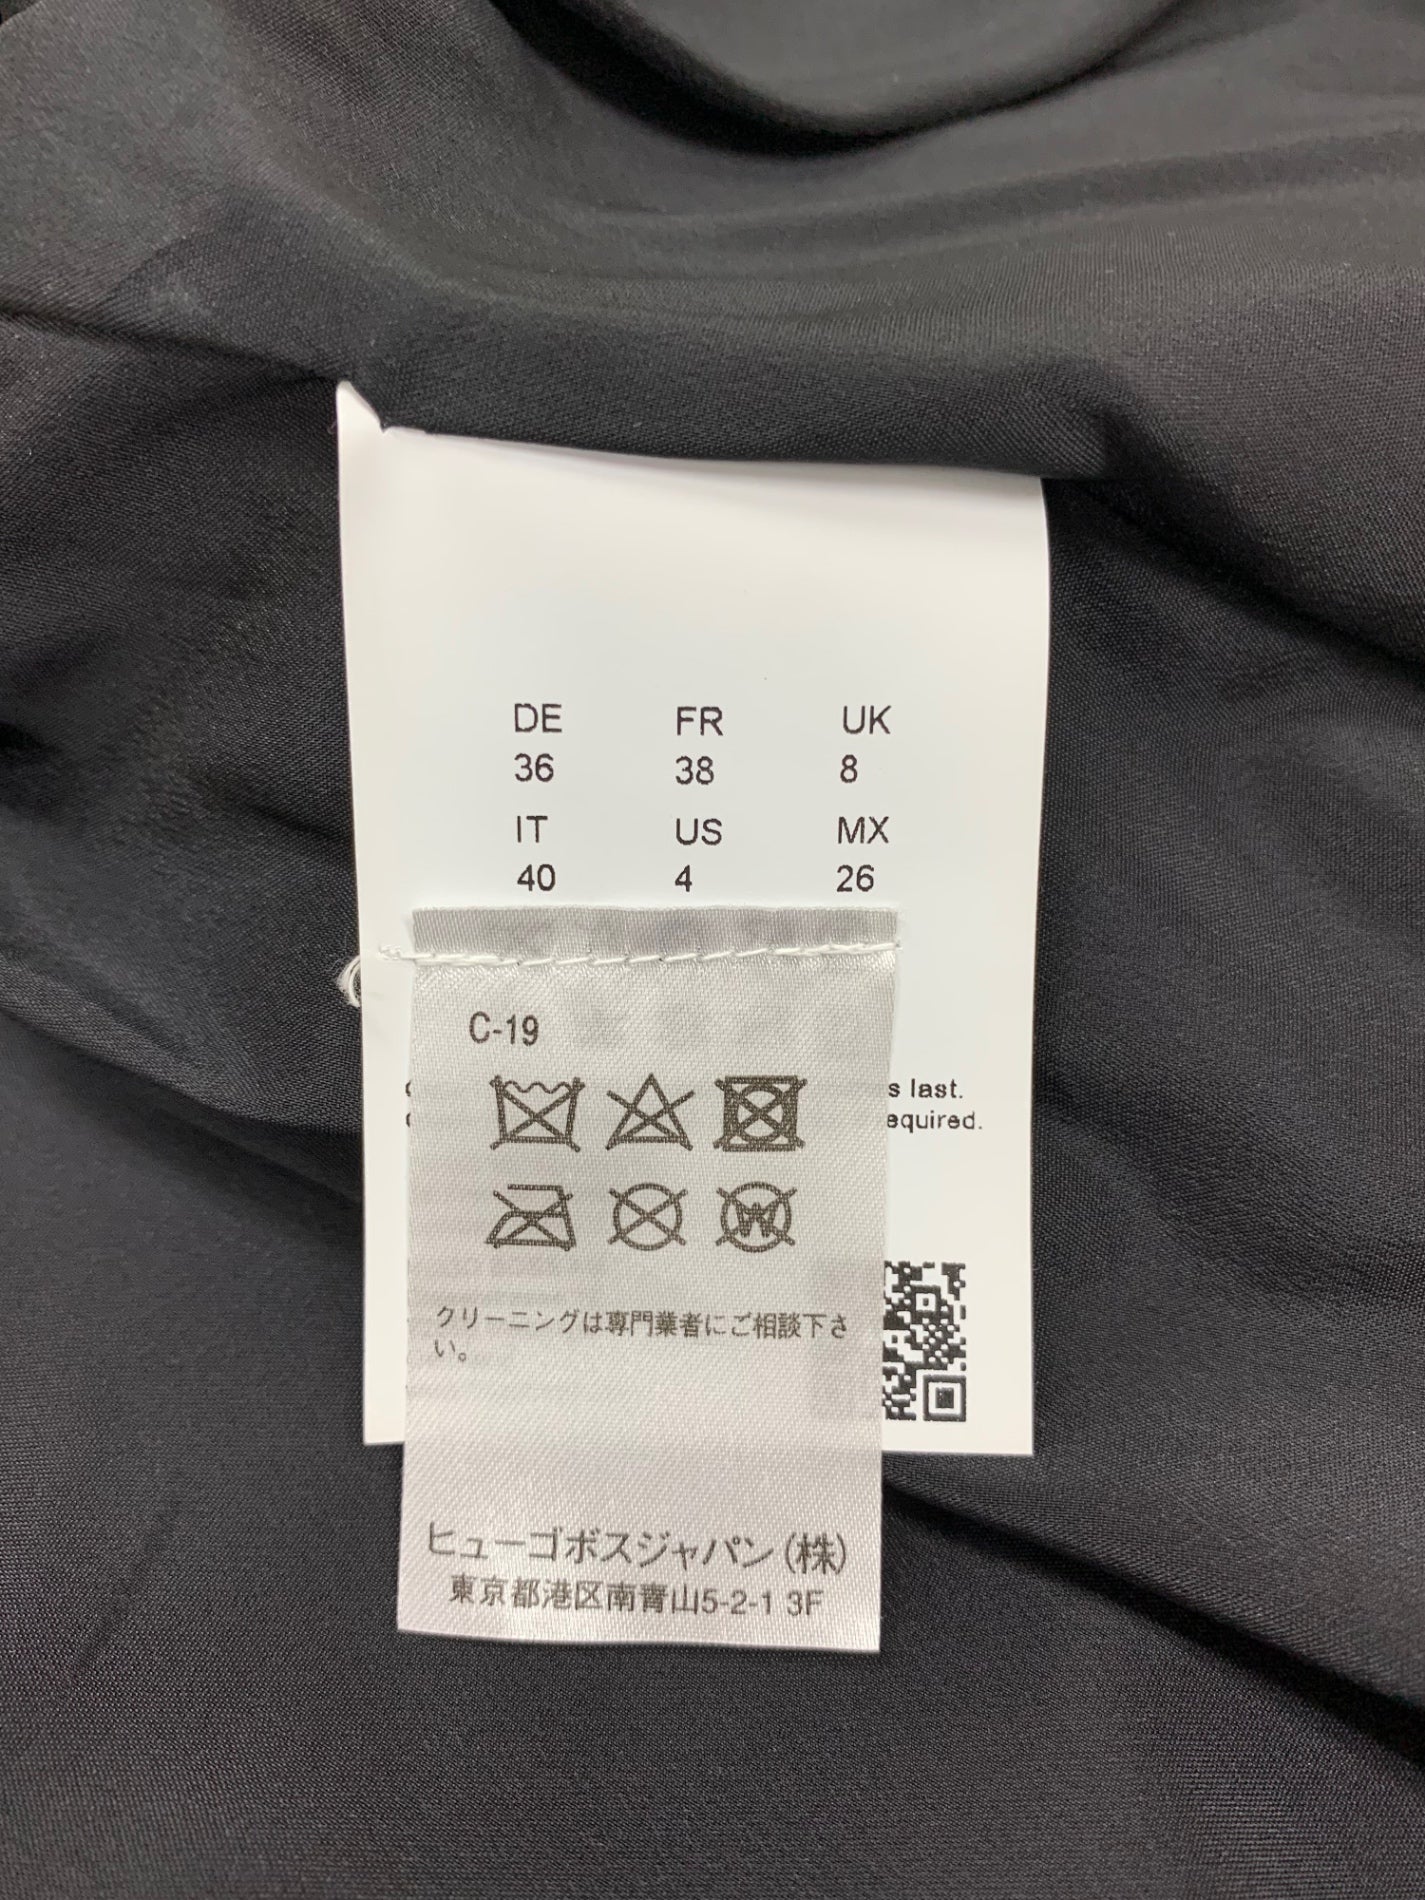 DE FR UK
36 38 8
IT US MX
40 4 26
C-19
s last.
equired.
W
クリーニングは専門業者にご相談下さ
い。
ヒューゴボスジャパン(株)
東京都港区南青山5-2-1 3F